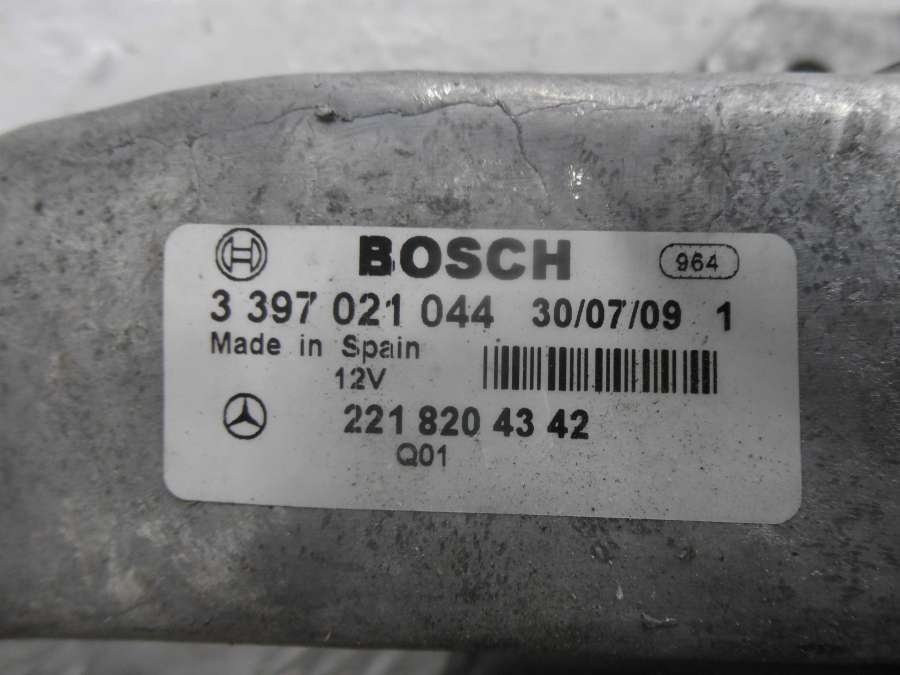 BOSCH 964
3 397 021 044 30/07/09 1
Made in Spain
12V
221 820 43 42
Q01